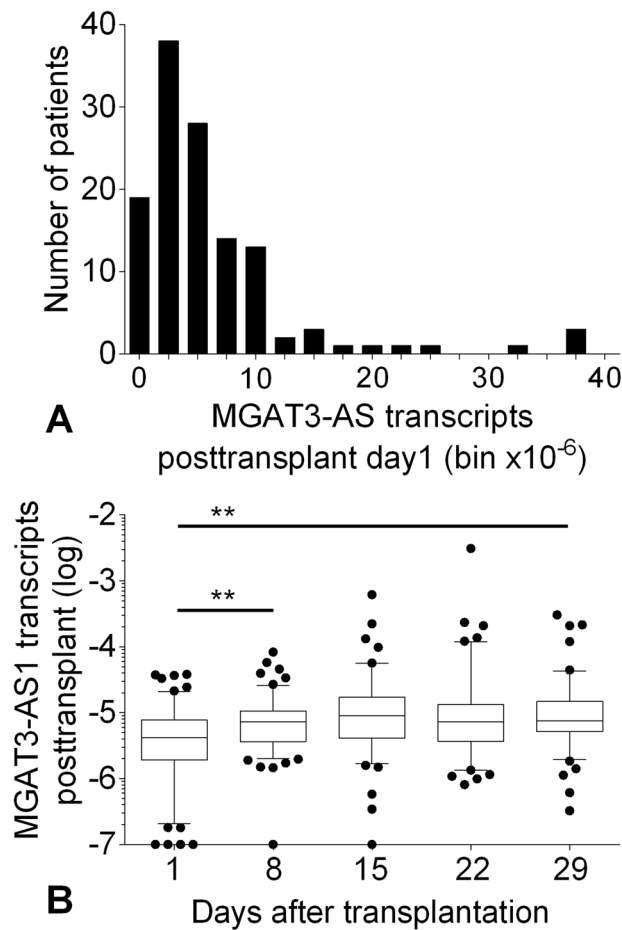 40
30
20
10
0
Number of patients
0 10 20 30 40
A
MGAT3-AS transcripts
posttransplant day1 (bin x10⁻⁶)
-2
-3
-4
-5
-6
-7
MGAT3-AS1 transcripts
posttransplant (log)
**
**
1 8 15 22 29
B
Days after transplantation